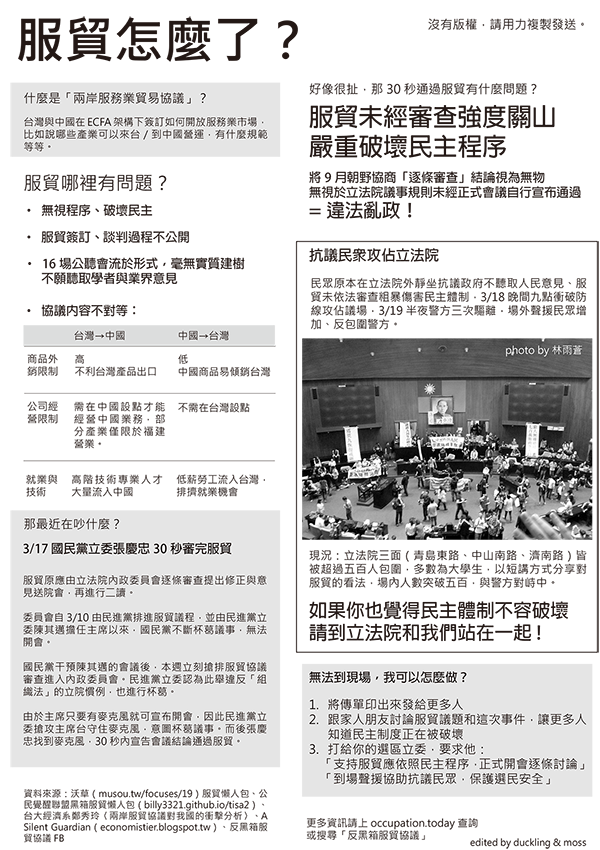 服貿怎麼了？
沒有版權，請用力複製發送。
什麼是「兩岸服務業貿易協議」？
台灣與中國在ECFA架構下簽訂如何開放服務業市場，
比如說哪些產業可以來台 / 到中國營運，有什麼規範
等等。
服貿哪裡有問題？
• 無視程序、破壞民主
• 服貿簽訂、談判過程不公開
• 16 場公聽會流於形式，毫無實質建樹
不願聽取學者與業界意見
• 協議內容不對等：
台灣→中國 中國→台灣
商品外 高 低
銷限制 不利台灣產品出口 中國商品易傾銷台灣
公司經 需在中國設點才能 不需在台灣設點
營限制 經營中國業務，部
分產業僅限於福建
營業。
就業與 高階技術專業人才 低薪勞工流入台灣，
技術 大量流入中國 排擠就業機會
那最近在吵什麼？
3/17 國民黨立委張慶忠 30 秒審完服貿
服貿原應由立法院內政委員會逐條審查提出修正與意
見送院會，再進行二讀。
委員會自 3/10 由民進黨排進服貿議程，並由民進黨立
委陳其邁擔任主席以來，國民黨不斷杯葛議事，無法
開會。
國民黨干預陳其邁的會議後，本週立刻搶排服貿協議
審查進入內政委員會。民進黨立委認為此舉違反「組
織法」的立院慣例，也進行杯葛。
由於主席只要有麥克風就可宣布開會，因此民進黨立
委搶攻主席台守住麥克風，意圖杯葛議事。而後張慶
忠找到麥克風，30 秒內宣告會議結論通過服貿。
資料來源：沃草 ( musou.tw/focuses/19 ) 服貿懶人包、公
民覺醒聯盟黑箱服貿懶人包 ( billy3321.github.io/tisa2 ) 、
台大經濟系鄭秀玲〈兩岸服貿協議對我國的衝擊分析〉、A
Silent Guardian ( economistier.blogspot.tw ) 、反黑箱服
貿協議 FB
好像很扯，那 30 秒通過服貿有什麼問題？
服貿未經審查強度關山
嚴重破壞民主程序
將 9 月朝野協商「逐條審查」結論視為無物
無視於立法院議事規則未經正式會議自行宣布通過
= 違法亂政！
抗議民眾攻佔立法院
民眾原本在立法院外靜坐抗議政府不聽取人民意見、服
貿未依法審查粗暴傷害民主體制，3/18 晚間九點衝破防
線攻佔議場，3/19 半夜警方三次驅離，場外聲援民眾增
加、反包圍警方。
photo by 林雨蒼
現況：立法院三面（青島東路、中山南路、濟南路）皆
被超過五百人包圍，多數為大學生，以短講方式分享對
服貿的看法，場內人數突破五百，與警方對峙中。
如果你也覺得民主體制不容破壞
請到立法院和我們站在一起！
無法到現場，我可以怎麼做？
1. 將傳單印出來發給更多人
2. 跟家人朋友討論服貿議題和這次事件，讓更多人
知道民主制度正在被破壞
3. 打給你的選區立委，要求他：
「支持服貿應依照民主程序，正式開會逐條討論」
「到場聲援協助抗議民眾，保護選民安全」
更多資訊請上 occupation.today 查詢
或搜尋「反黑箱服貿協議」
edited by duckling & moss